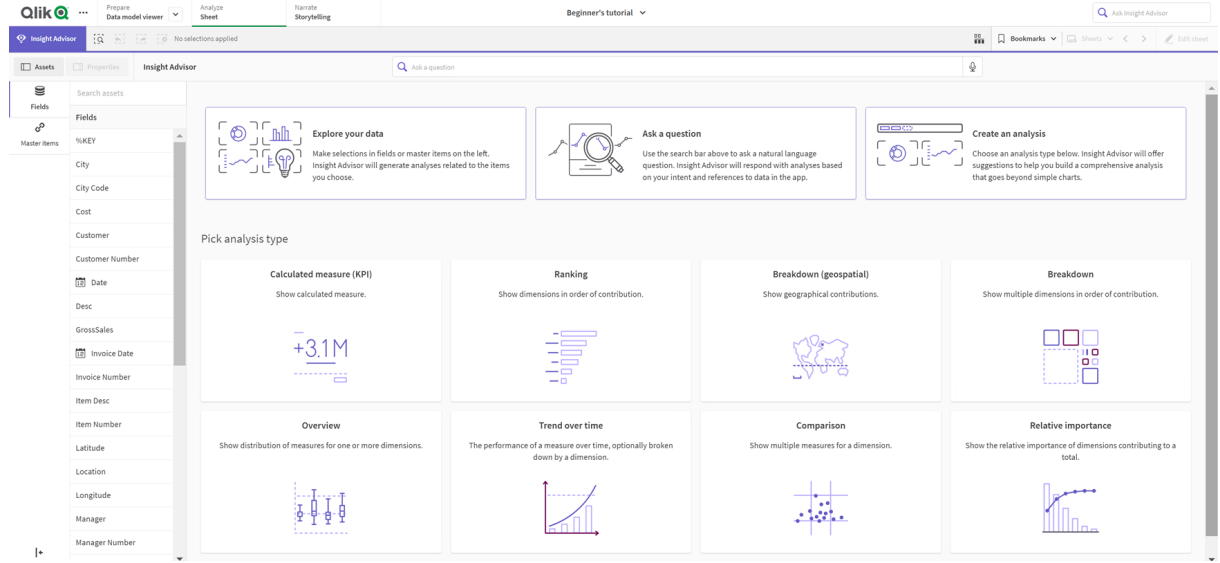 Qlik
Prepare
Data model viewer
Analyze
Sheet
Narrate
Storytelling
Beginner's tutorial
Ask Insight Advisor
Insight Advisor
No selections applied
Bookmarks
Sheets
Edit sheet
Assets
Properties
Insight Advisor
Ask a question
Fields
Master items
Search assets
Fields
%KEY
City
City Code
Cost
Customer
Customer Number
Date
Desc
GrossSales
Invoice Date
Invoice Number
Item Desc
Item Number
Latitude
Location
Longitude
Manager
Manager Number
Explore your data
Make selections in fields or master items on the left.
Insight Advisor will generate analyses related to the items
you choose.
Ask a question
Use the search bar above to ask a natural language
question. Insight Advisor will respond with analyses based
on your intent and references to data in the app.
Create an analysis
Choose an analysis type below. Insight Advisor will offer
suggestions to help you build a comprehensive analysis
that goes beyond simple charts.
Pick analysis type
Calculated measure (KPI)
Show calculated measure.
+3.1M
Ranking
Show dimensions in order of contribution.
Breakdown (geospatial)
Show geographical contributions.
Breakdown
Show multiple dimensions in order of contribution.
Overview
Show distribution of measures for one or more dimensions.
Trend over time
The performance of a measure over time, optionally broken
down by a dimension.
Comparison
Show multiple measures for a dimension.
Relative importance
Show the relative importance of dimensions contributing to a
total.